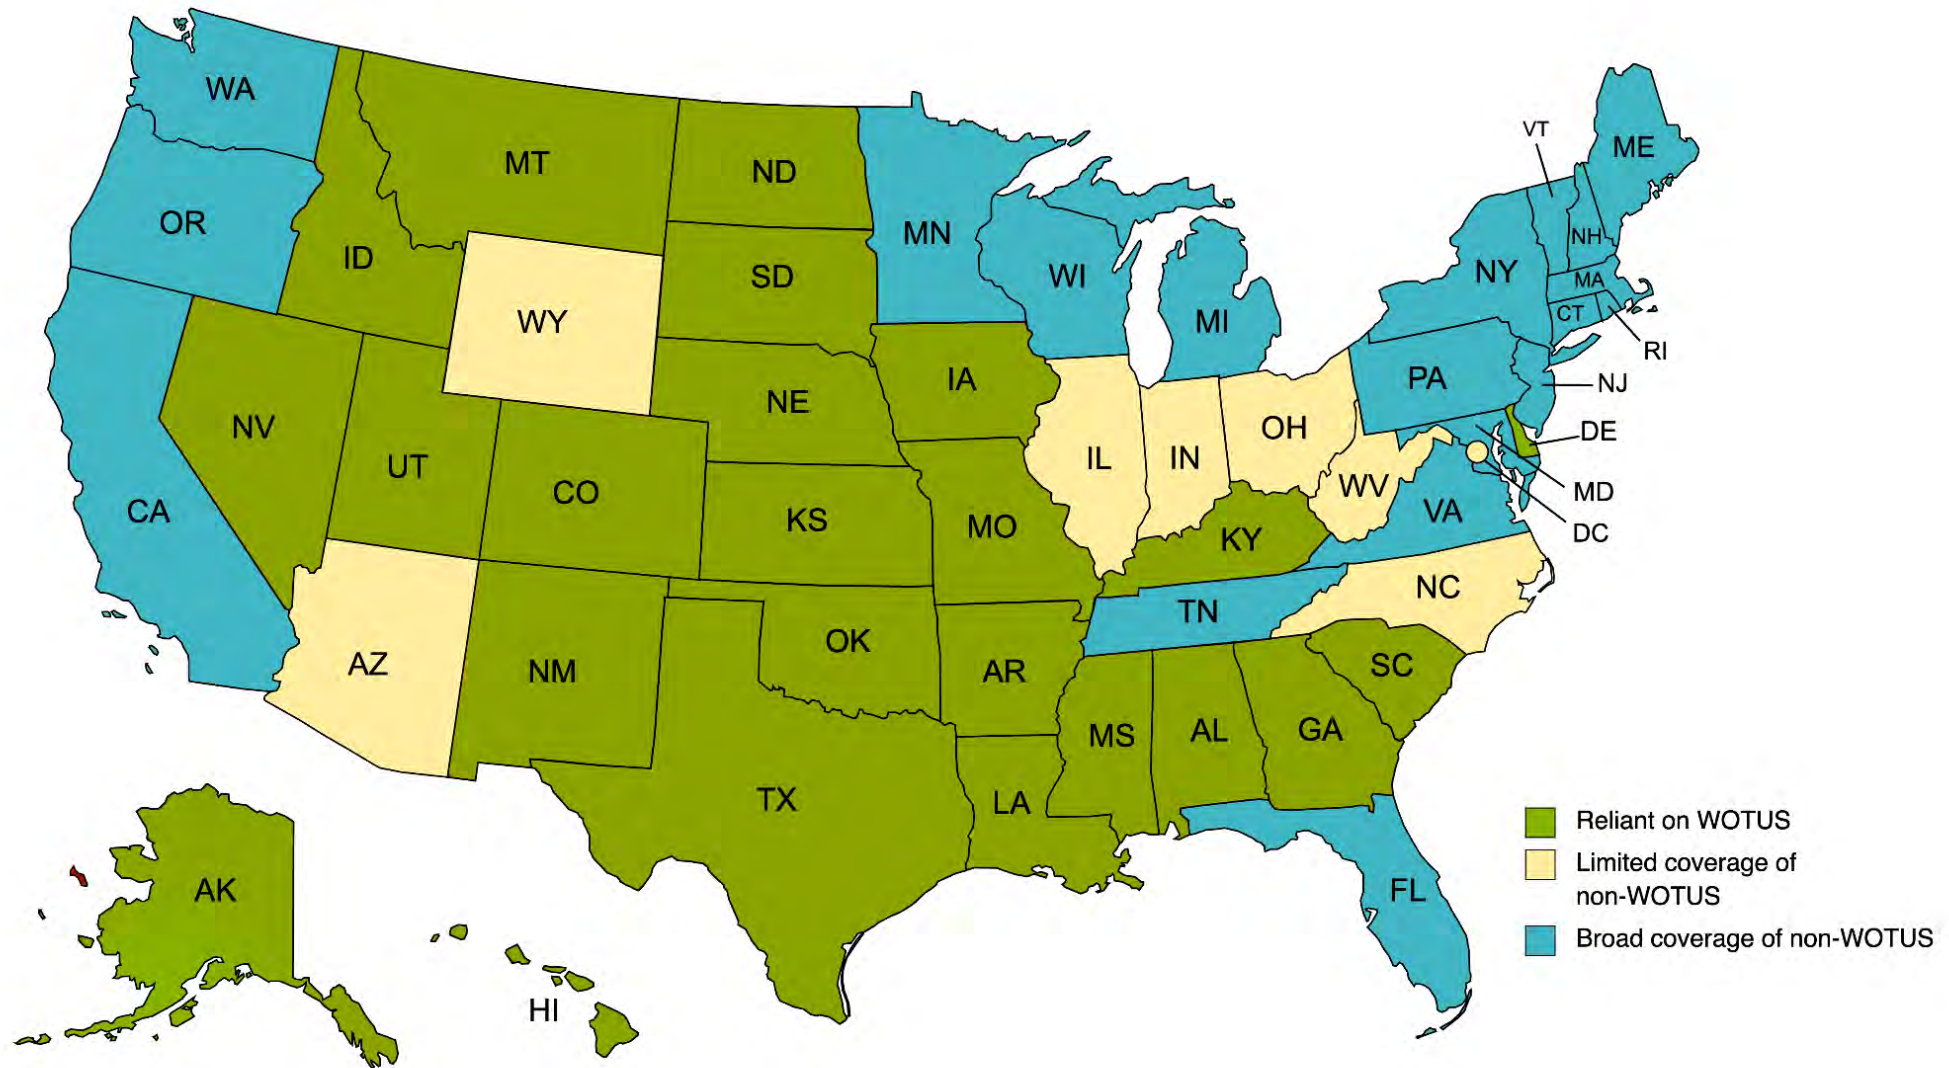 WA
MT
ND
VT
ME
OR
ID
SD
MN
WI
NH
NY
MA
WY
MI
CT
RI
IA
PA
NJ
NV
NE
UT
CO
IL
IN
OH
DE
WV
MD
CA
KS
MO
KY
VA
DC
NC
TN
AZ
NM
OK
AR
SC
MS
AL
GA
TX
LA
AK
HI
FL
Reliant on WOTUS
Limited coverage of
non-WOTUS
Broad coverage of non-WOTUS